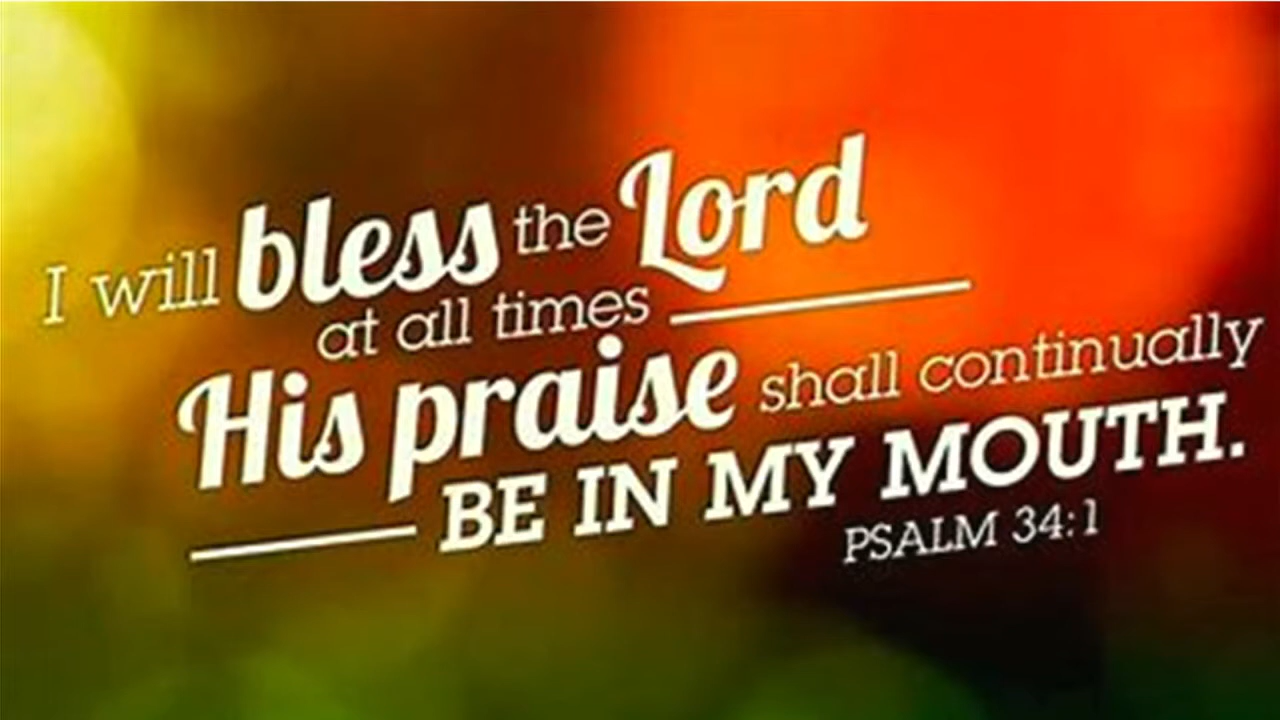 I will bless the Lord
at all times
His praise shall continually
BE IN MY MOUTH.
PSALM 34:1